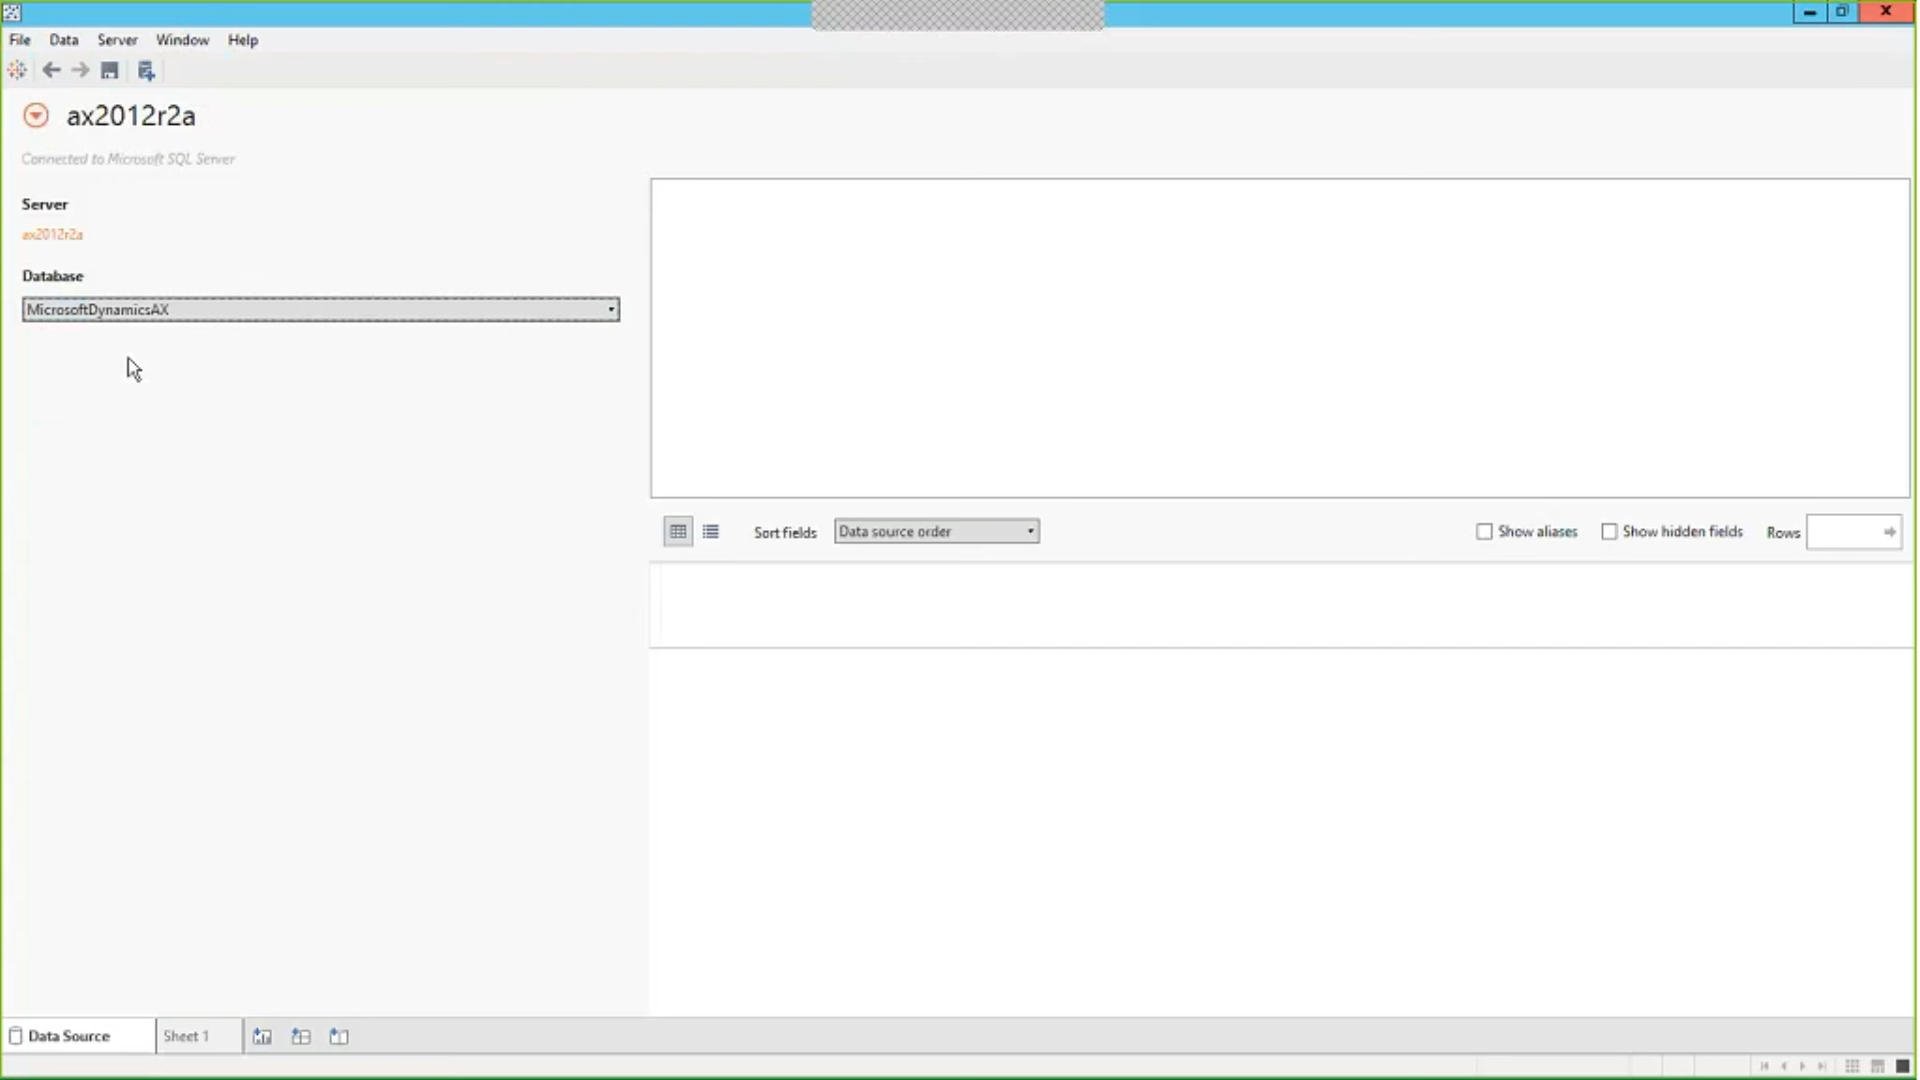 File Data Server Window Help
ax2012r2a
Connected to Microsoft SQL Server
Server
ax2012r2a
Database
MicrosoftDynamicsAX
Sort fields Data source order Show aliases Show hidden fields Rows
Data Source Sheet 1